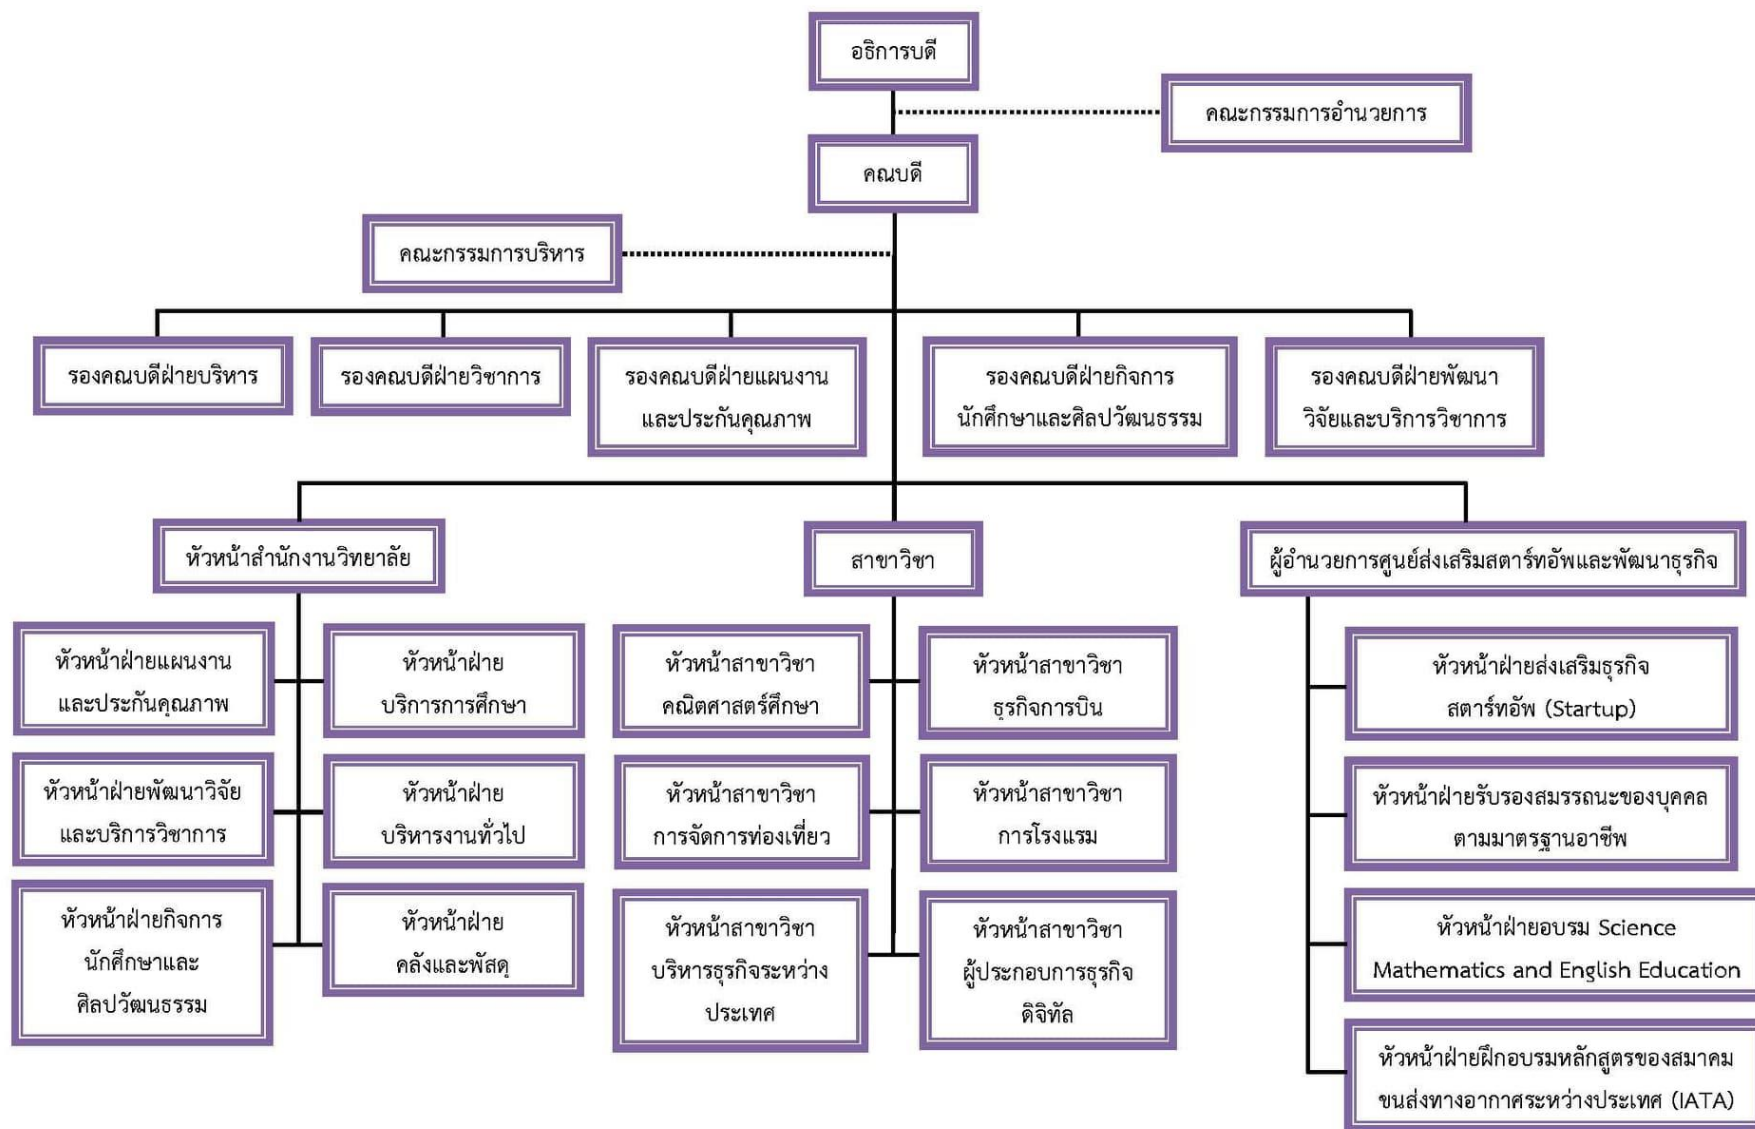 อธิการบดี
คณะกรรมการอำนวยการ
คณบดี
คณะกรรมการบริหาร
รองคณบดีฝ่ายบริหาร
รองคณบดีฝ่ายวิชาการ
รองคณบดีฝ่ายแผนงาน
และประกันคุณภาพ
รองคณบดีฝ่ายกิจการ
นักศึกษาและศิลปวัฒนธรรม
รองคณบดีฝ่ายพัฒนา
วิจัยและบริการวิชาการ
หัวหน้าสำนักงานวิทยาลัย
สาขาวิชา
ผู้อำนวยการศูนย์ส่งเสริมสตาร์ทอัพและพัฒนาธุรกิจ
หัวหน้าฝ่ายแผนงาน
และประกันคุณภาพ
หัวหน้าฝ่าย
บริการการศึกษา
หัวหน้าฝ่ายพัฒนาวิจัย
และบริการวิชาการ
หัวหน้าฝ่าย
บริหารงานทั่วไป
หัวหน้าฝ่ายกิจการ
นักศึกษาและ
ศิลปวัฒนธรรม
หัวหน้าฝ่าย
คลังและพัสดุ
หัวหน้าสาขาวิชา
คณิตศาสตร์ศึกษา
หัวหน้าสาขาวิชา
ธุรกิจการบิน
หัวหน้าสาขาวิชา
การจัดการท่องเที่ยว
หัวหน้าสาขาวิชา
การโรงแรม
หัวหน้าสาขาวิชา
บริหารธุรกิจระหว่าง
ประเทศ
หัวหน้าสาขาวิชา
ผู้ประกอบการธุรกิจ
ดิจิทัล
หัวหน้าฝ่ายส่งเสริมธุรกิจ
สตาร์ทอัพ (Startup)
หัวหน้าฝ่ายรับรองสมรรถนะของบุคคล
ตามมาตรฐานอาชีพ
หัวหน้าฝ่ายอบรม Science
Mathematics and English Education
หัวหน้าฝ่ายฝึกอบรมหลักสูตรของสมาคม
ขนส่งทางอากาศระหว่างประเทศ (IATA)